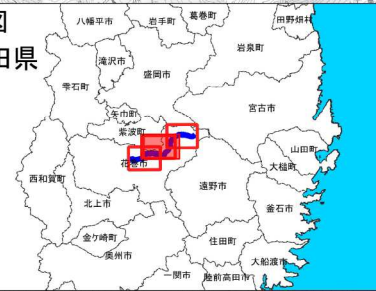 図
田県
八幡平市
岩手町
葛巻町
田野畑村
岩泉町
滝沢市
盛岡市
雫石町
宮古市
矢巾町
紫波町
山田町
大槌町
花巻市
西和賀町
遠野市
北上市
釜石市
金ケ崎町
住田町
奥州市
大船渡市
一関市
陸前高田市